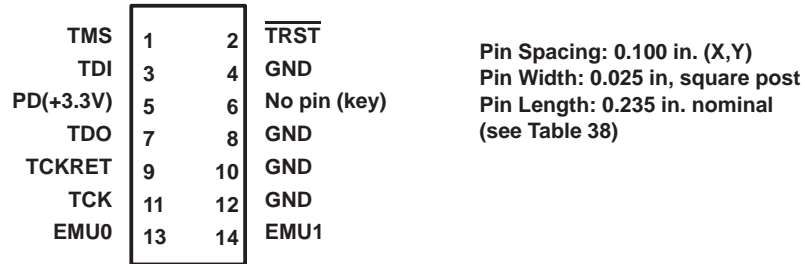 TMS 1 2 TRST
TDI 3 4 GND
PD(+3.3V) 5 6 No pin (key)
TDO 7 8 GND
TCKRET 9 10 GND
TCK 11 12 GND
EMU0 13 14 EMU1
Pin Spacing: 0.100 in. (X,Y)
Pin Width: 0.025 in, square post
Pin Length: 0.235 in. nominal
(see Table 38)